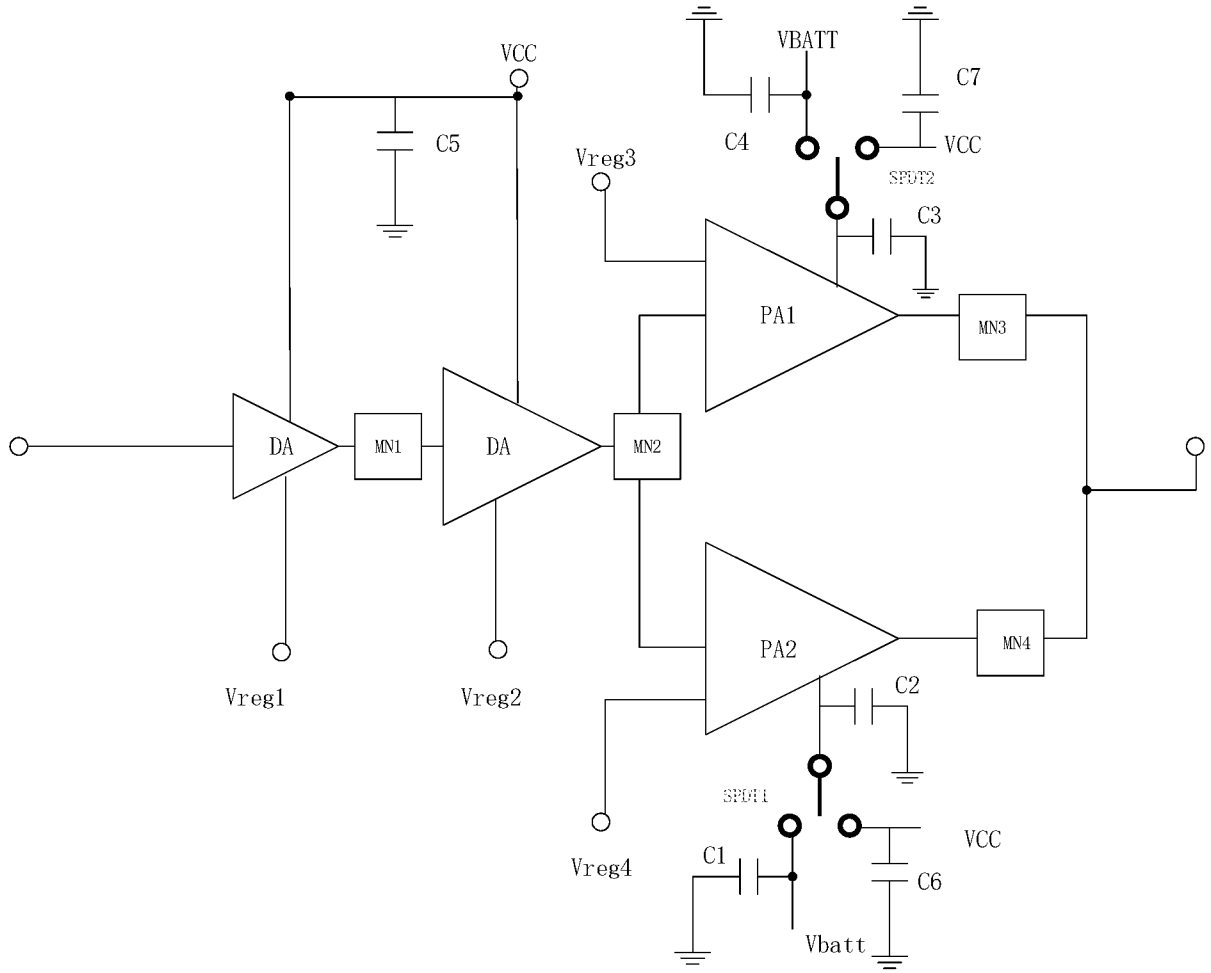 VCC
C5
VBATT
C4
C7
VCC
SPDT2
C3
Vreg3
PA1
MN3
DA
MN1
DA
MN2
PA2
MN4
Vreg1
Vreg2
C2
SPDT1
Vreg4
C1
VCC
C6
Vbatt